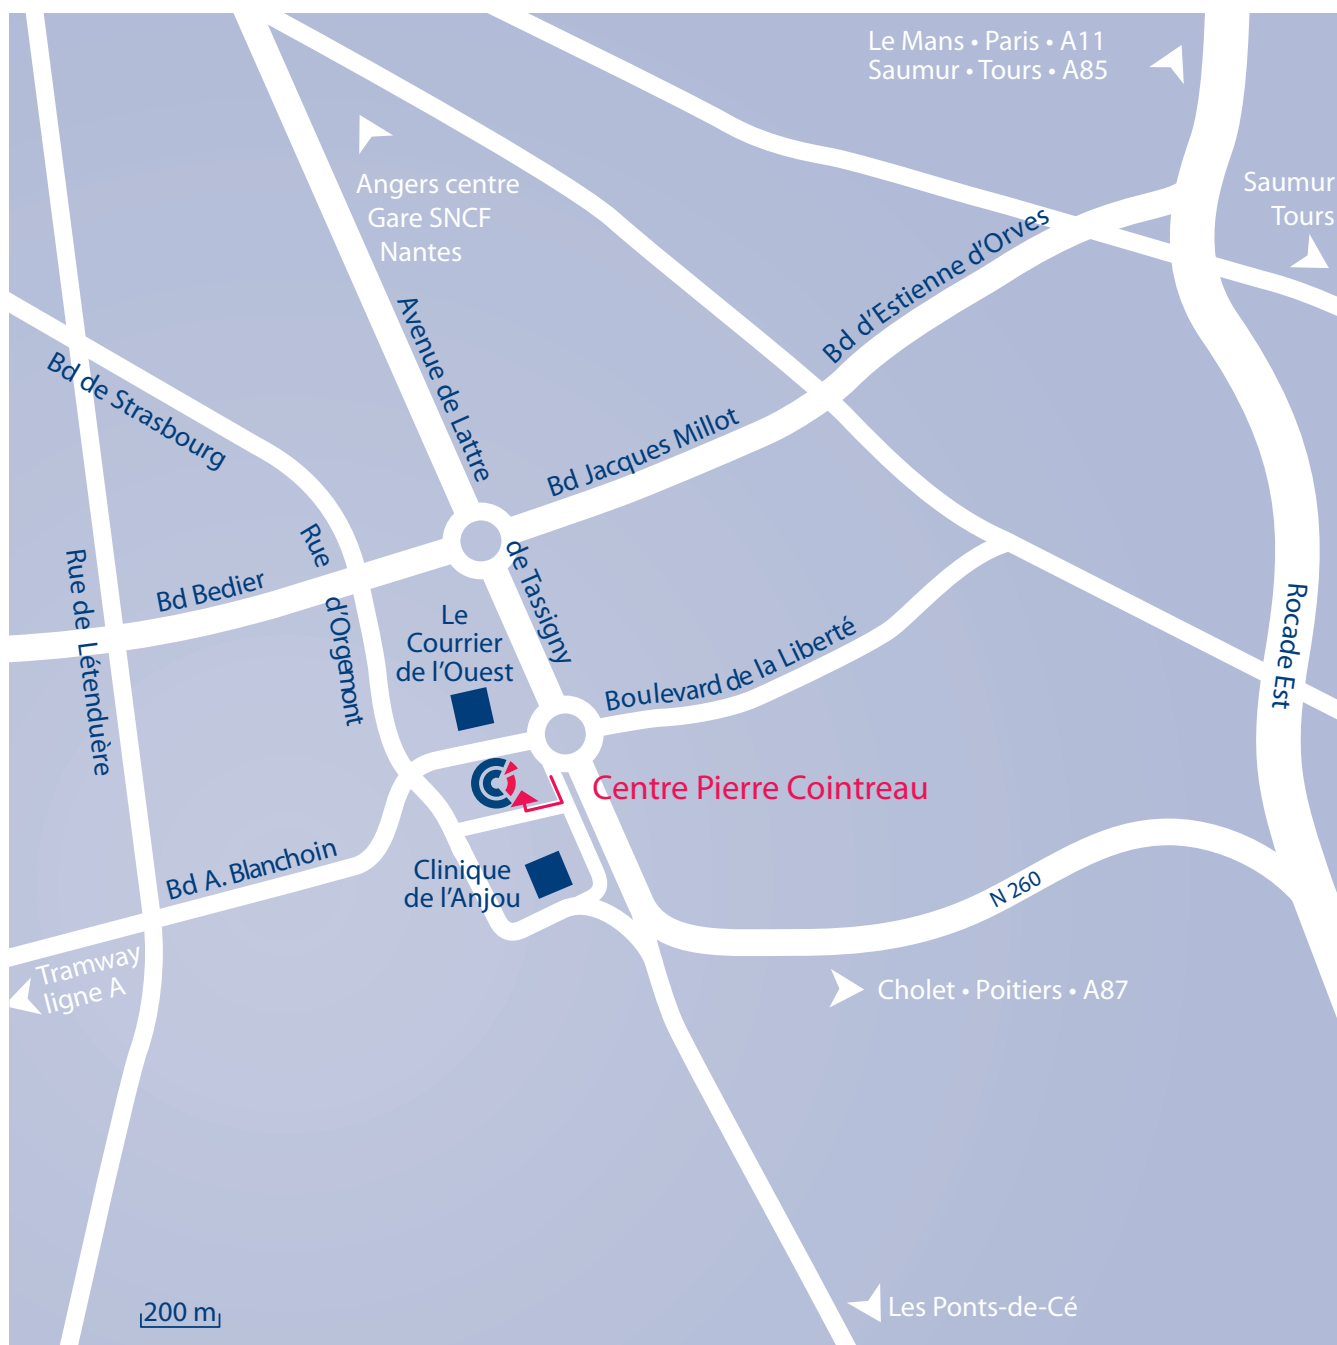 Le Mans • Paris • A11
Saumur • Tours • A85
Saumur
Tours
Angers centre
Gare SNCF
Nantes
Bd d'Estienne d'Orves
Avenue de Lattre
de Tassigny
Bd de Strasbourg
Bd Jacques Millot
Rue d'Orgemont
Rue de Létenduère
Bd Bedier
Le
Courrier
de l'Ouest
Boulevard de la Liberté
Rocade Est
Centre Pierre Cointreau
Bd A. Blanchoin
Clinique
de l'Anjou
N 260
Tramway
ligne A
Cholet • Poitiers • A87
Les Ponts-de-Cé
200 m